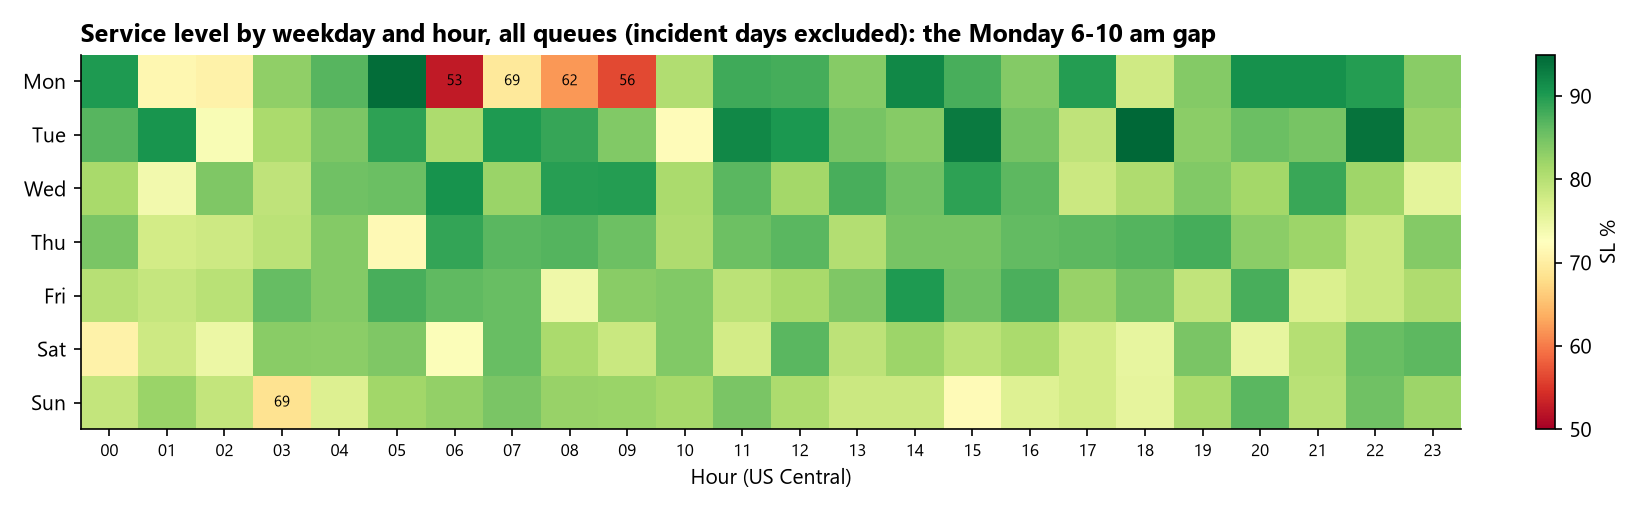 Service level by weekday and hour, all queues (incident days excluded): the Monday 6-10 am gap
Mon 53 69 62 56
Tue
Wed
Thu
Fri
Sat
Sun 69
00 01 02 03 04 05 06 07 08 09 10 11 12 13 14 15 16 17 18 19 20 21 22 23
Hour (US Central)
90
80
70
60
50
SL %